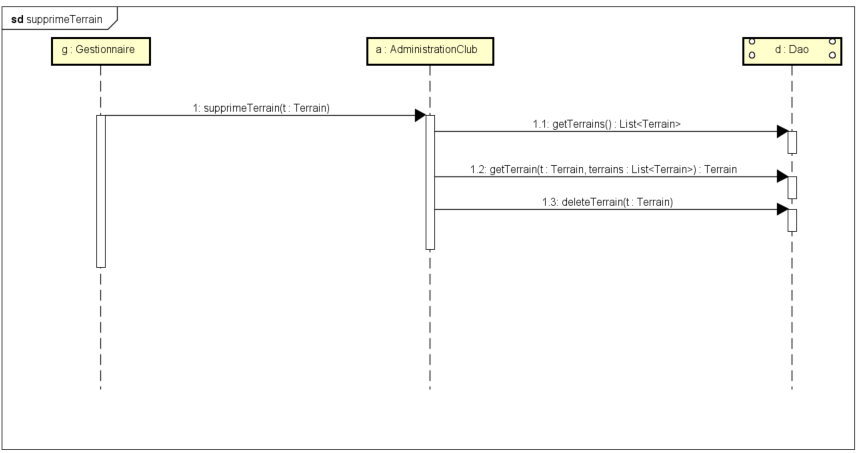 sd supprimeTerrain
g : Gestionnaire
a : AdministrationClub
d : Dao
1: supprimeTerrain(t : Terrain)
1.1: getTerrains() : List<Terrain>
1.2: getTerrain(t : Terrain, terrains : List<Terrain>) : Terrain
1.3: deleteTerrain(t : Terrain)